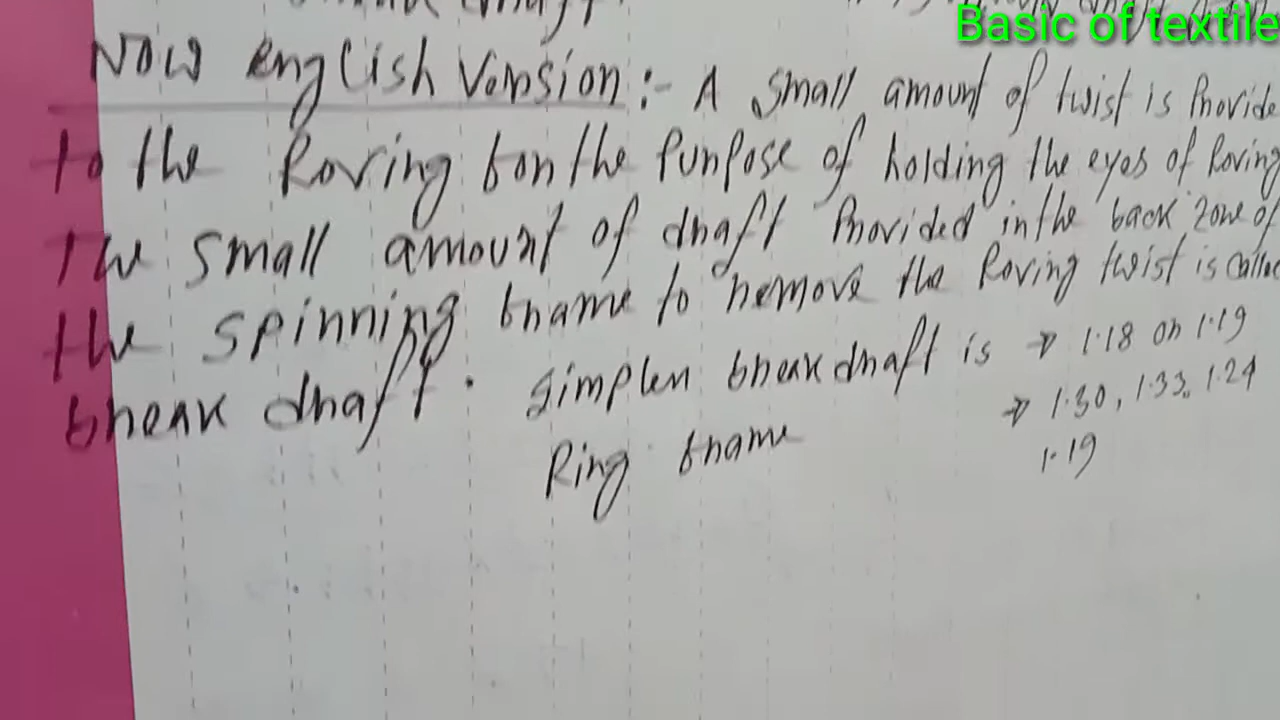 Basic of textile
Now english Version :- A small amount of twist is Provide
to the Roving for the Purpose of holding the eyes of Roving
The small amount of draft Provided in the back zone of
the spinning frame to remove the Roving twist is called
break draft. simplex break draft is → 1.18 or 1.19
Ring frame → 1.30, 1.33, 1.24
1.19